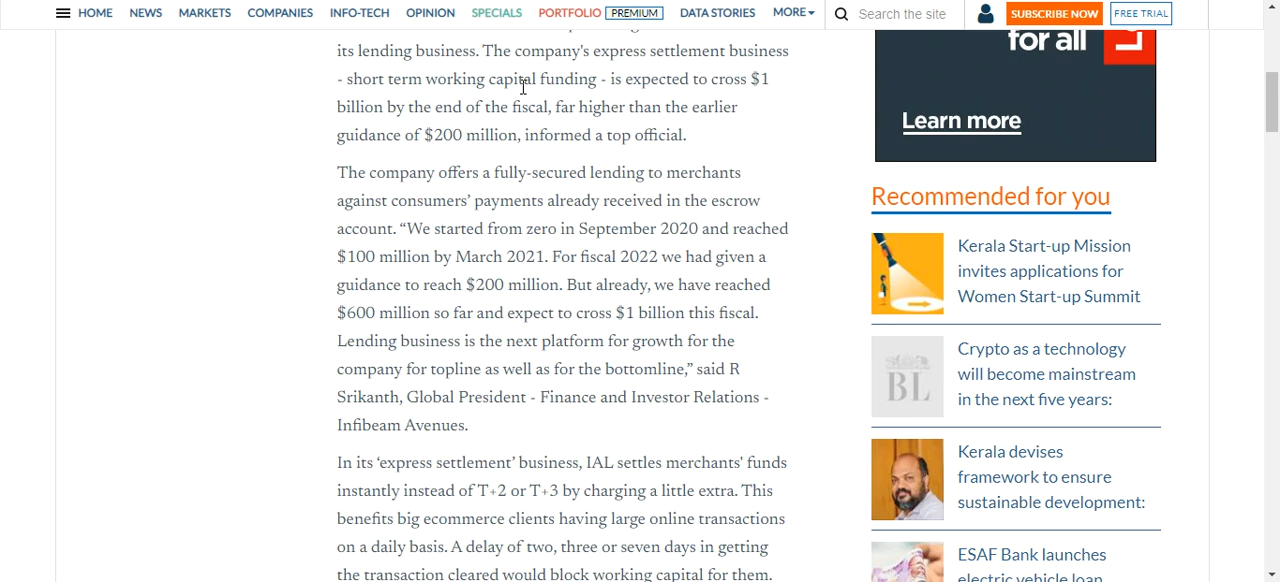 HOME NEWS MARKETS COMPANIES INFO-TECH OPINION SPECIALS PORTFOLIO PREMIUM DATA STORIES MORE Search the site SUBSCRIBE NOW FREE TRIAL
its lending business. The company's express settlement business
- short term working capital funding - is expected to cross $1
billion by the end of the fiscal, far higher than the earlier
guidance of $200 million, informed a top official.
The company offers a fully-secured lending to merchants
against consumers’ payments already received in the escrow
account. “We started from zero in September 2020 and reached
$100 million by March 2021. For fiscal 2022 we had given a
guidance to reach $200 million. But already, we have reached
$600 million so far and expect to cross $1 billion this fiscal.
Lending business is the next platform for growth for the
company for topline as well as for the bottomline,” said R
Srikanth, Global President - Finance and Investor Relations -
Infibeam Avenues.
In its ‘express settlement’ business, IAL settles merchants' funds
instantly instead of T+2 or T+3 by charging a little extra. This
benefits big ecommerce clients having large online transactions
on a daily basis. A delay of two, three or seven days in getting
the transaction cleared would block working capital for them.
for all
Learn more
Recommended for you
Kerala Start-up Mission
invites applications for
Women Start-up Summit
BL
Crypto as a technology
will become mainstream
in the next five years:
Kerala devises
framework to ensure
sustainable development:
ESAF Bank launches
electric vehicle loan